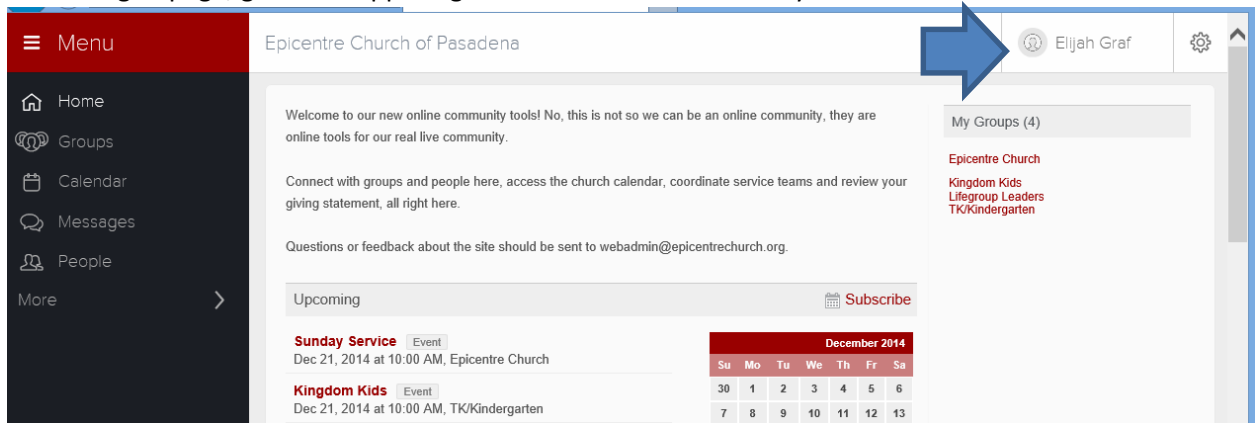 Menu
Epicentre Church of Pasadena
Elijah Graf
Home
Groups
Calendar
Messages
People
More
Welcome to our new online community tools! No, this is not so we can be an online community, they are
online tools for our real live community.
Connect with groups and people here, access the church calendar, coordinate service teams and review your
giving statement, all right here.
Questions or feedback about the site should be sent to webadmin@epicentrechurch.org.
Upcoming
Subscribe
Sunday Service Event
Dec 21, 2014 at 10:00 AM, Epicentre Church
Kingdom Kids Event
Dec 21, 2014 at 10:00 AM, TK/Kindergarten
December 2014
Su Mo Tu We Th Fr Sa
30 1 2 3 4 5 6
7 8 9 10 11 12 13
My Groups (4)
Epicentre Church
Kingdom Kids
Lifegroup Leaders
TK/Kindergarten